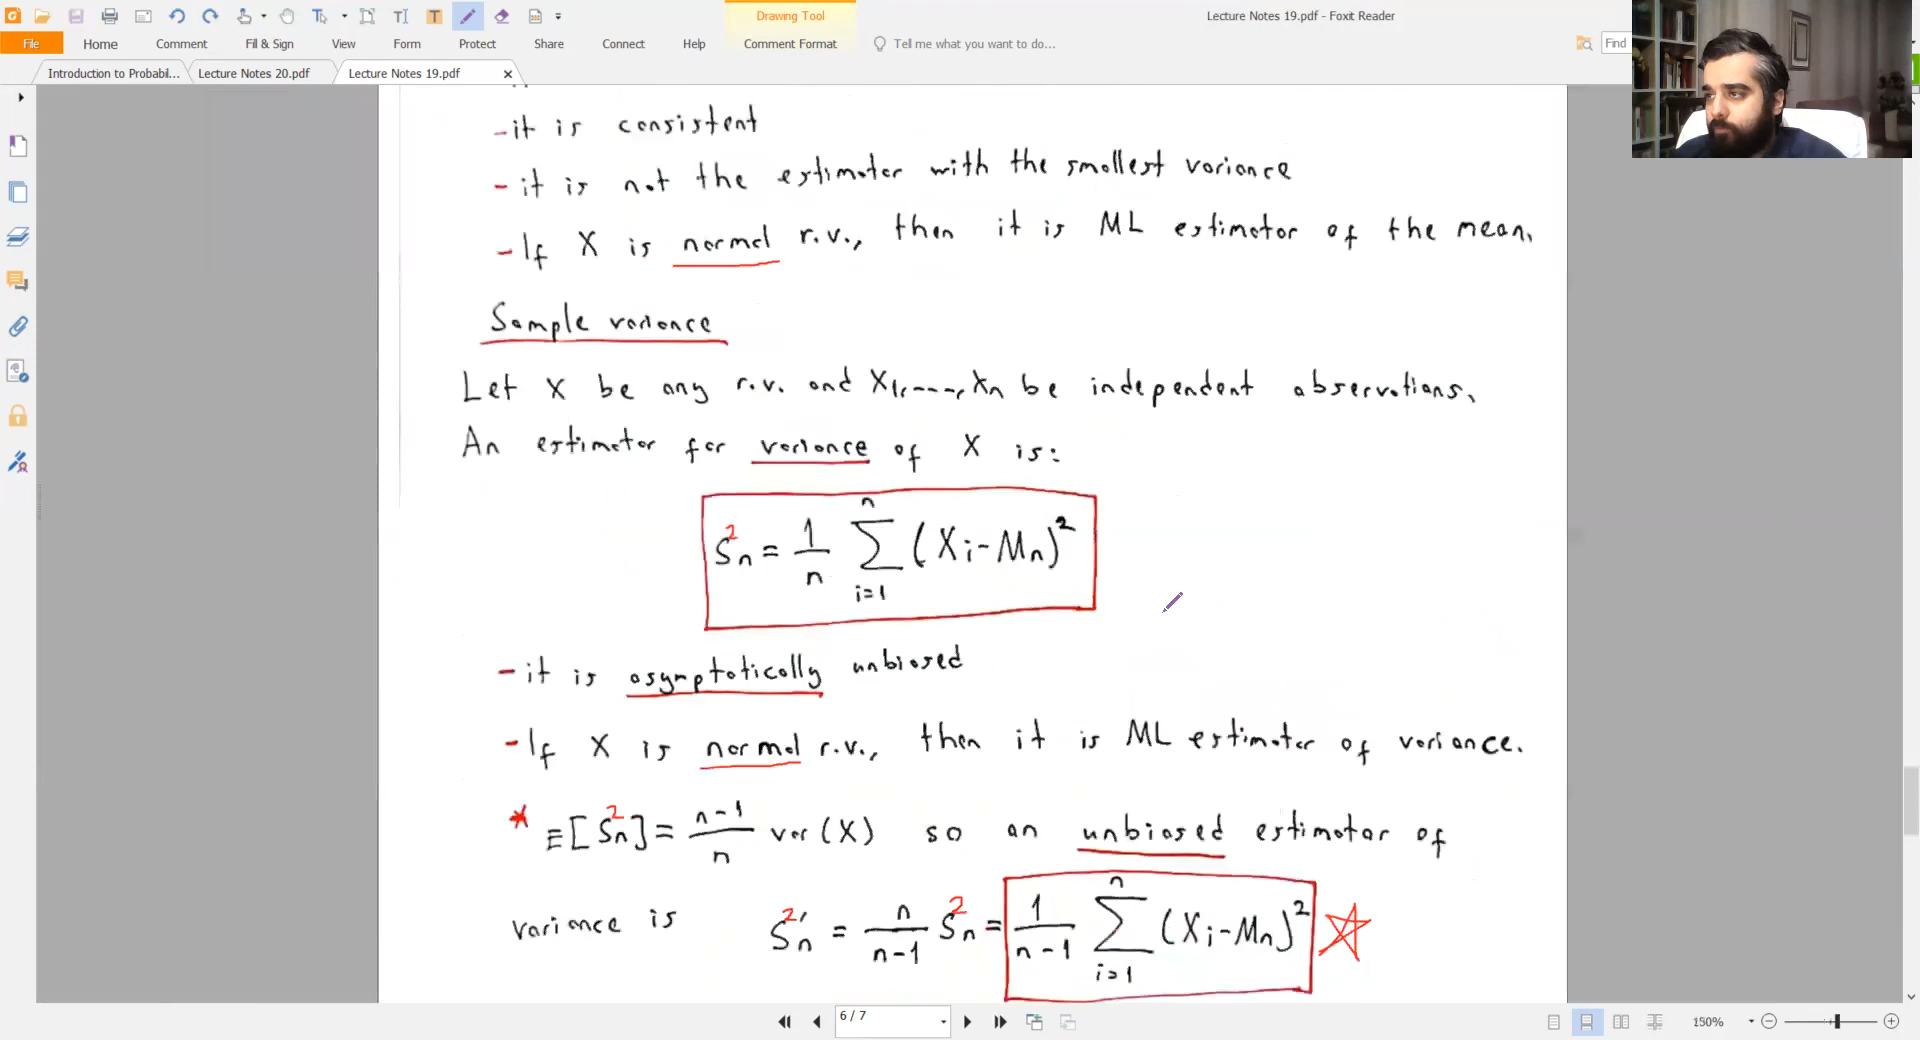 Drawing Tool
Lecture Notes 19.pdf - Foxit Reader
File Home Comment Fill & Sign View Form Protect Share Connect Help Comment Format Tell me what you want to do... Find
Introduction to Probabil... Lecture Notes 20.pdf Lecture Notes 19.pdf ×
- it is consistent
- it is not the estimator with the smallest variance
- If X is normal r.v., then it is ML estimator of the mean.
Sample variance
Let X be any r.v. and X1,----,Xn be independent observations.
An estimator for variance of X is:
S²n = 1/n Σ_{i=1}^{n} (Xi - Mn)²
- it is asymptotically unbiased
- If X is normal r.v., then it is ML estimator of variance.
* E[S²n] = n-1/n var(X) so an unbiased estimator of
variance is S²'n = n/n-1 S²n = 1/n-1 Σ_{i=1}^{n} (Xi - Mn)²
6 / 7
150%